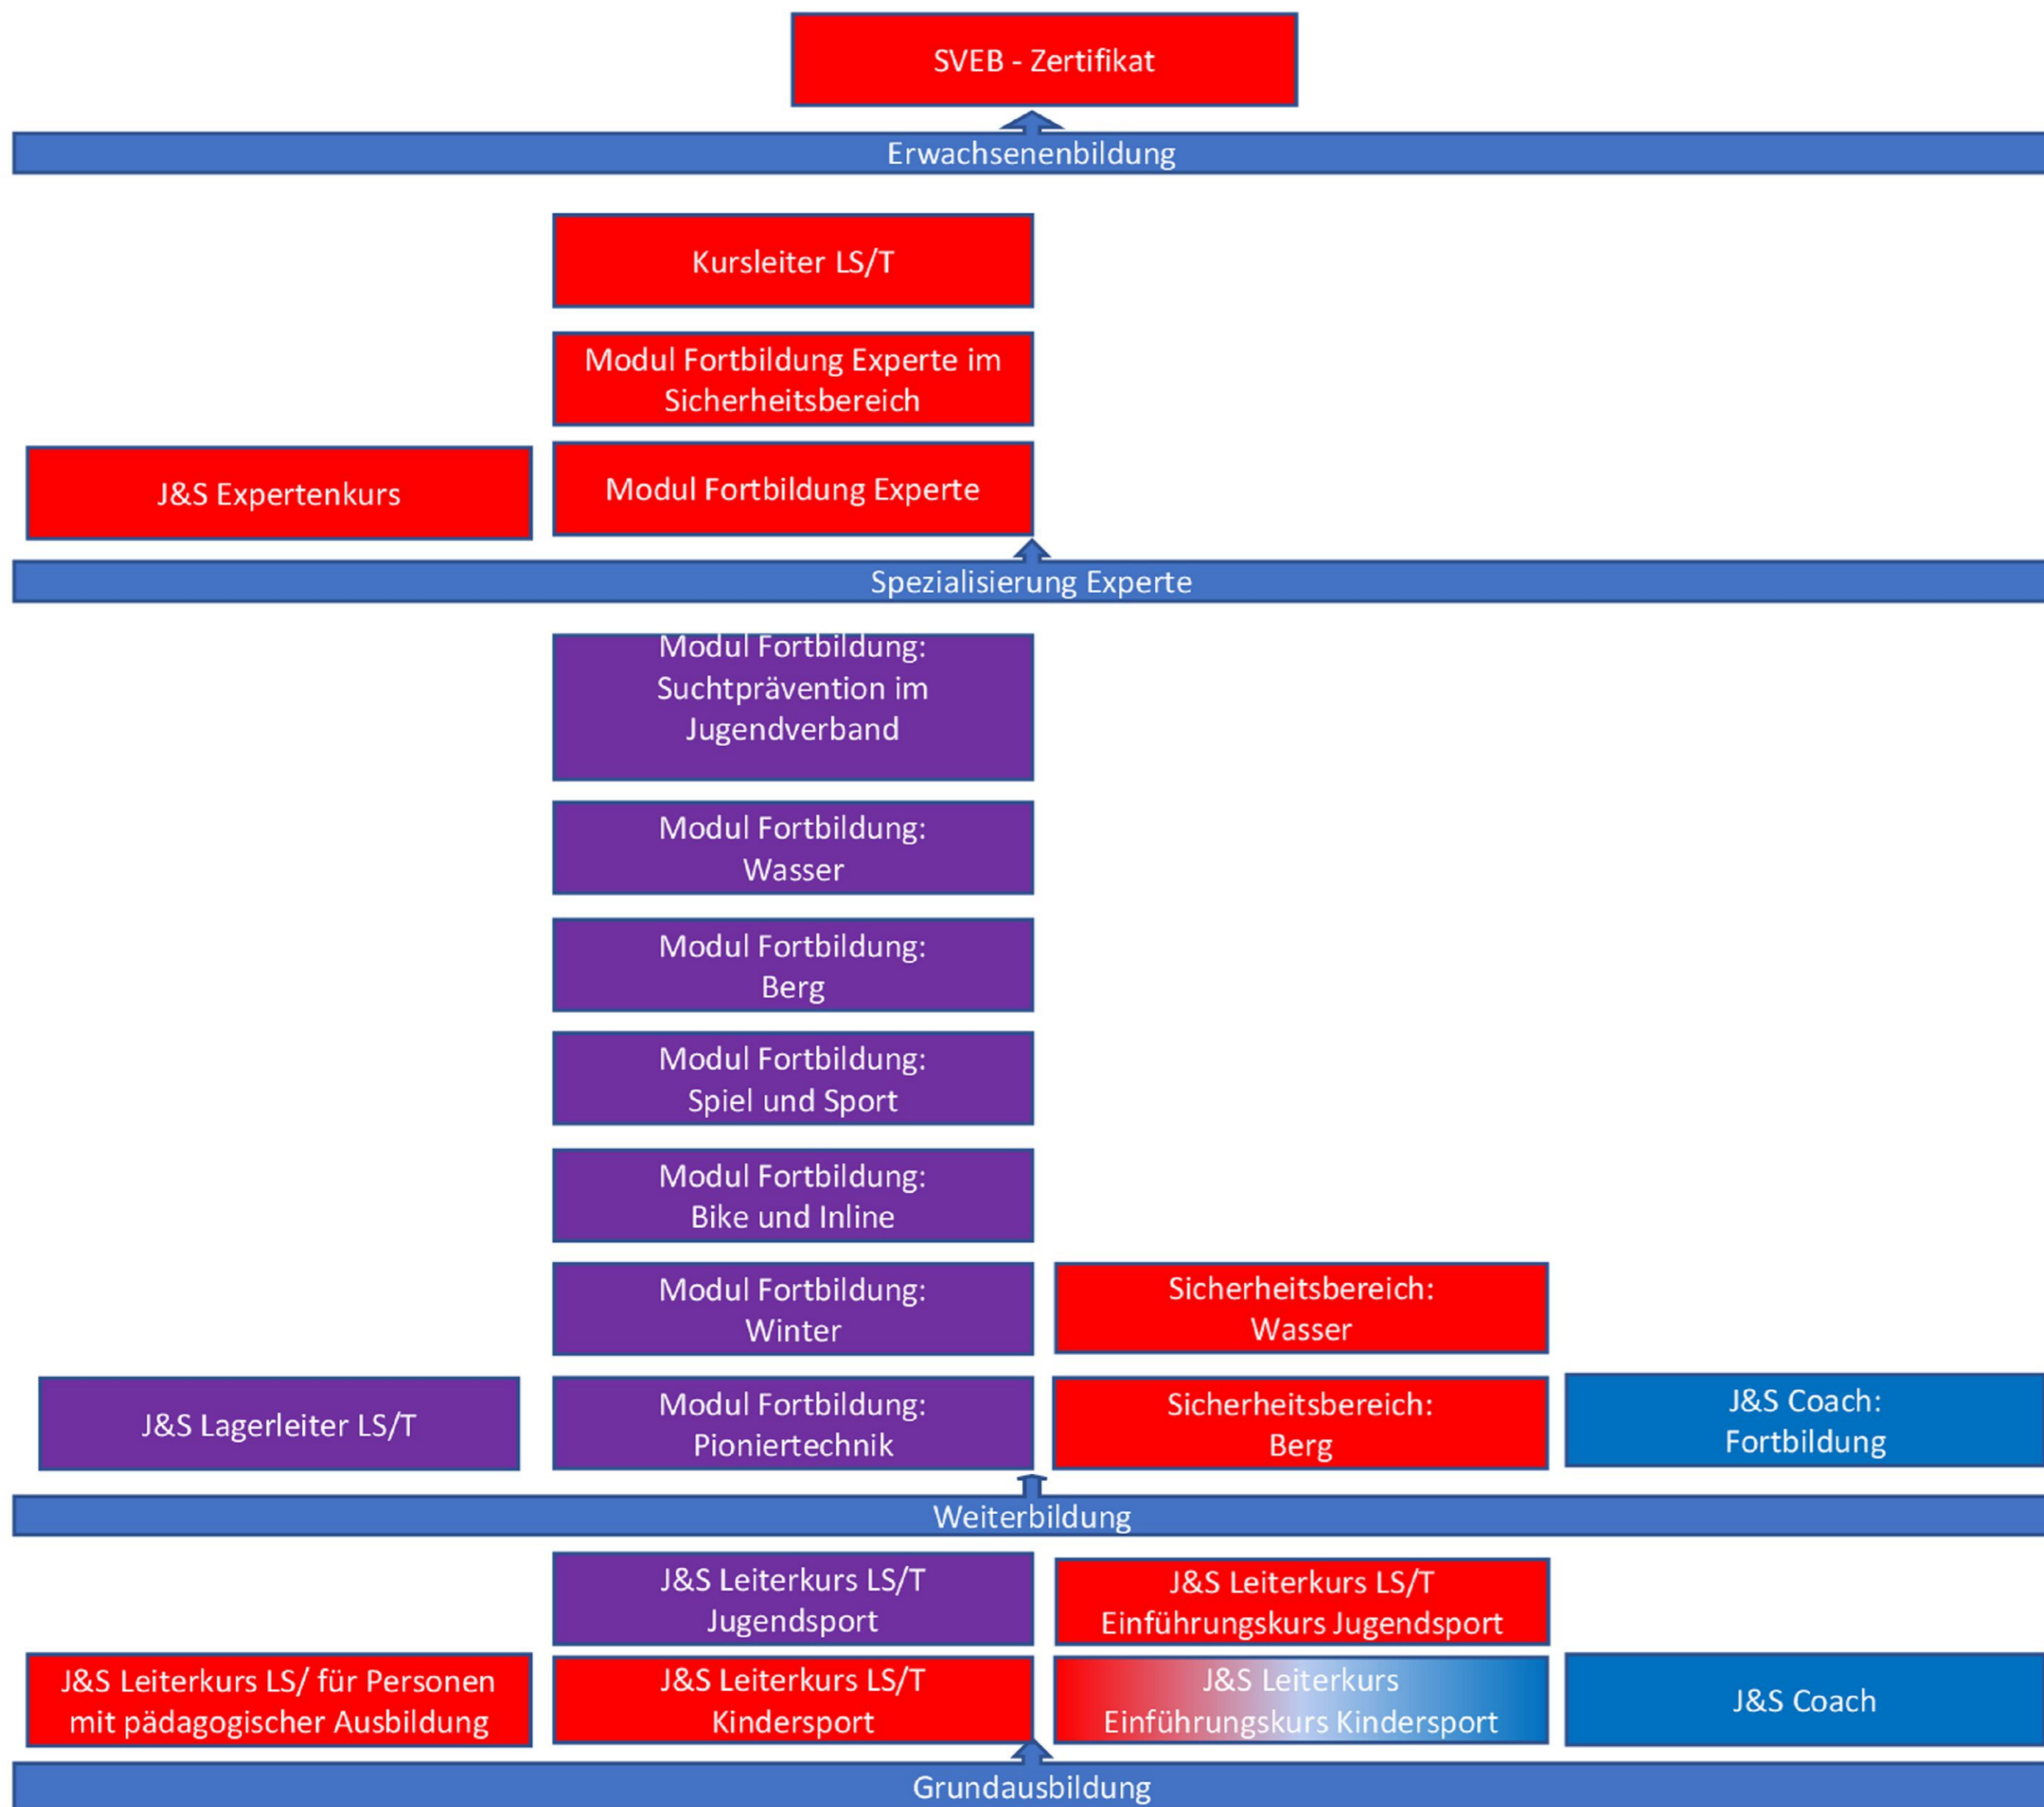 SVEB - Zertifikat
Erwachsenenbildung
Kursleiter LS/T
Modul Fortbildung Experte im
Sicherheitsbereich
J&S Expertenkurs
Modul Fortbildung Experte
Spezialisierung Experte
Modul Fortbildung:
Suchtprävention im
Jugendverband
Modul Fortbildung:
Wasser
Modul Fortbildung:
Berg
Modul Fortbildung:
Spiel und Sport
Modul Fortbildung:
Bike und Inline
Modul Fortbildung:
Winter
Sicherheitsbereich:
Wasser
J&S Lagerleiter LS/T
Modul Fortbildung:
Pioniertechnik
Sicherheitsbereich:
Berg
J&S Coach:
Fortbildung
Weiterbildung
J&S Leiterkurs LS/T
Jugendsport
J&S Leiterkurs LS/T
Einführungskurs Jugendsport
J&S Leiterkurs LS/ für Personen
mit pädagogischer Ausbildung
J&S Leiterkurs LS/T
Kindersport
J&S Leiterkurs
Einführungskurs Kindersport
J&S Coach
Grundausbildung